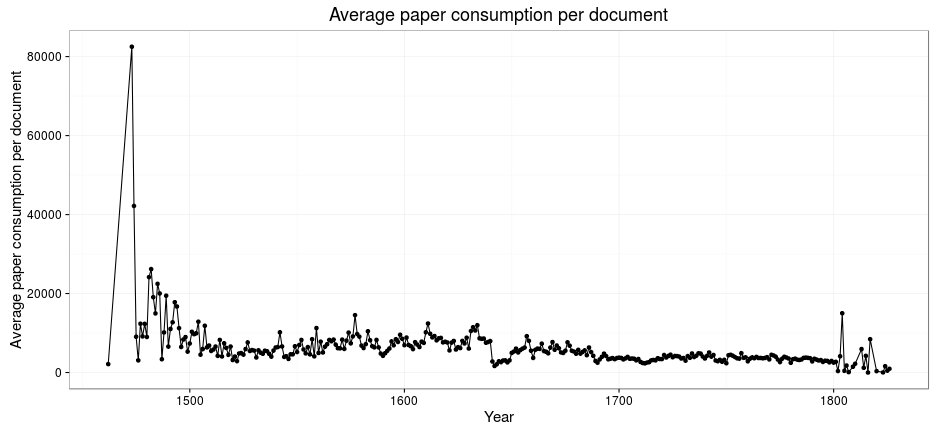 Average paper consumption per document
Average paper consumption per document
80000
60000
40000
20000
0
1500 1600 1700 1800
Year